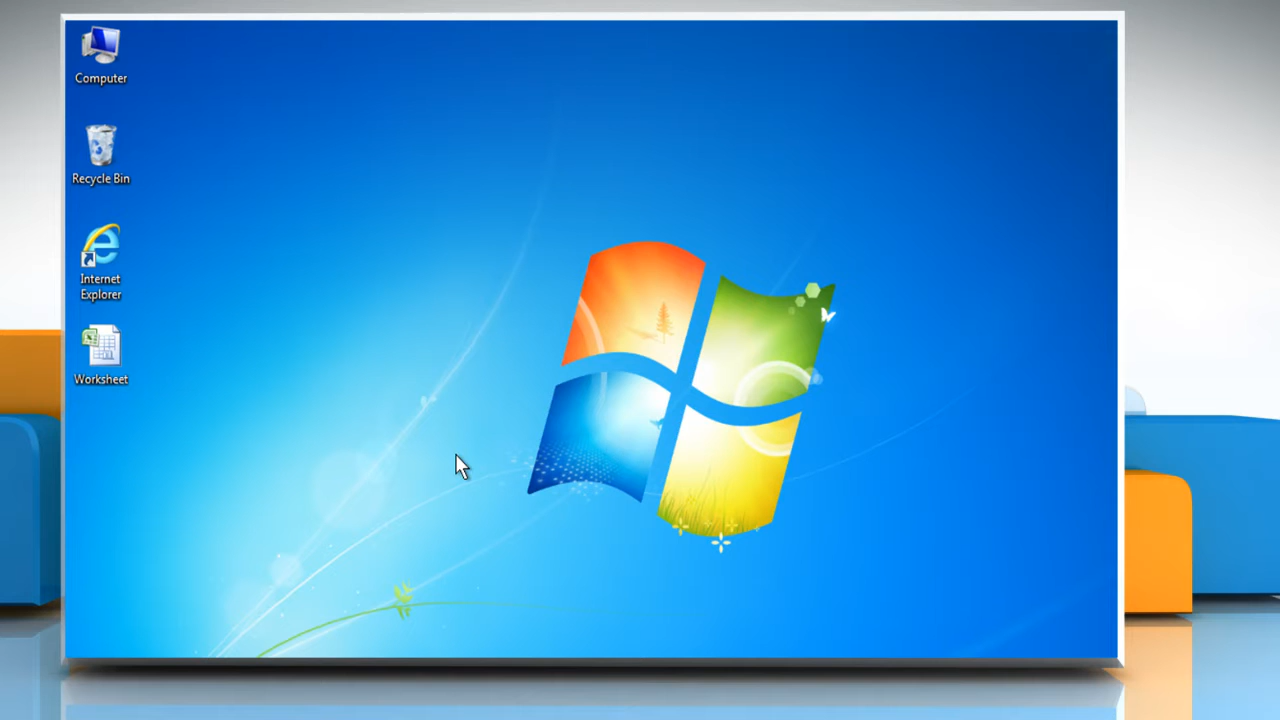 Computer
Recycle Bin
Internet
Explorer
Worksheet